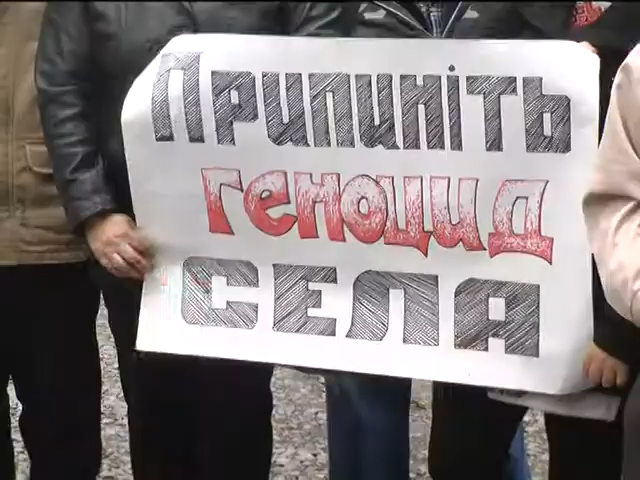 Припиніть
геноцид
СЕЛА